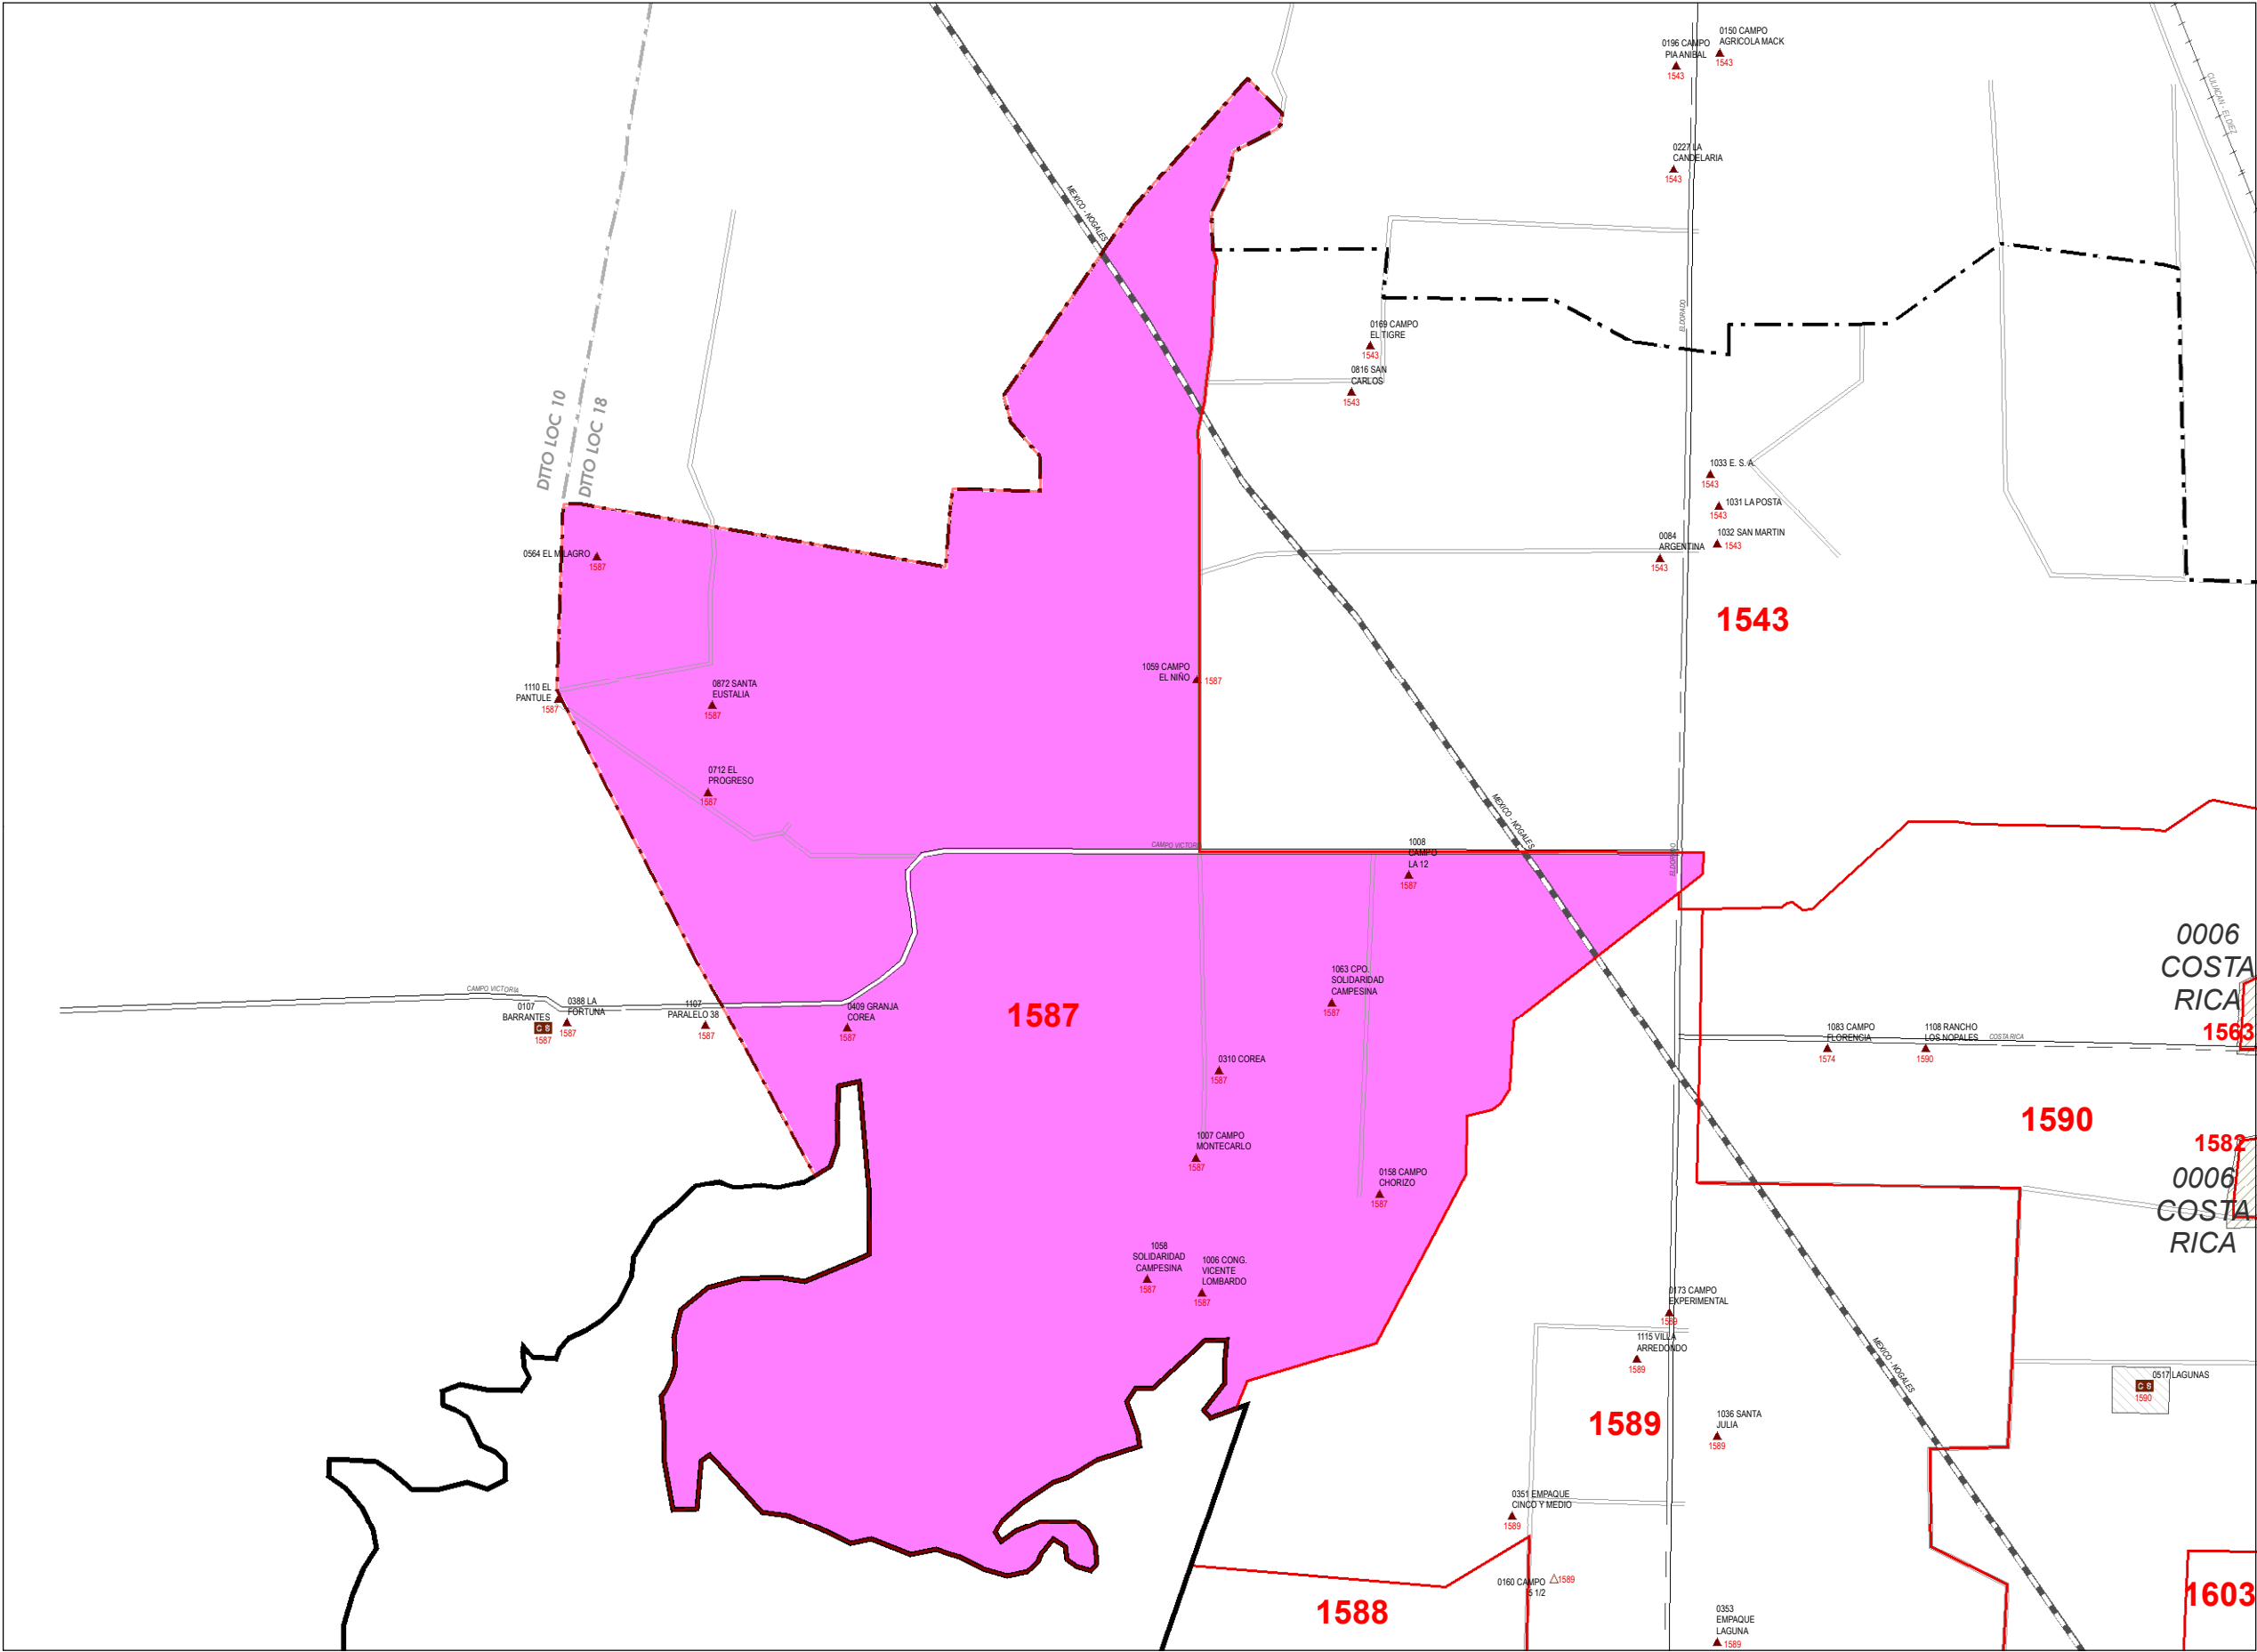 0196 CAMPO
PIA ANIBAL
1543
0150 CAMPO
AGRICOLA MACK
1543
CULIACAN - EL DIEZ
0227 LA
CANDELARIA
1543
MEXICO - NOGALES
ELDORADO
0169 CAMPO
EL TIGRE
1543
0816 SAN
CARLOS
1543
DTTO LOC 10
DTTO LOC 18
1033 E. S. A.
1543
1031 LA POSTA
1543
1032 SAN MARTIN
1543
0084
ARGENTINA
1543
0564 EL MILAGRO
1587
1543
1110 EL
PANTULE
1587
0872 SANTA
EUSTALIA
1587
1059 CAMPO
EL NIÑO
1587
0712 EL
PROGRESO
1587
MEXICO - NOGALES
CAMPO VICTORI
1008
CAMPO
LA 12
1587
ELDORADO
0006
COSTA
RICA
1563
CAMPO VICTORIA
0107
BARRANTES
C S
1587
0388 LA
FORTUNA
1587
1107
PARALELO 38
1587
0409 GRANJA
COREA
1587
1587
1063 CPO.
SOLIDARIDAD
CAMPESINA
1587
1083 CAMPO
FLORENCIA
1574
1108 RANCHO
LOS NOPALES
1590
COSTA RICA
0310 COREA
1587
1590
1582
0006
COSTA
RICA
1007 CAMPO
MONTECARLO
1587
0158 CAMPO
CHORIZO
1587
1058
SOLIDARIDAD
CAMPESINA
1587
1006 CONG.
VICENTE
LOMBARDO
1587
0173 CAMPO
EXPERIMENTAL
1589
1115 VILLA
ARREDONDO
1589
MEXICO - NOGALES
0517 LAGUNAS
C S
1590
1589
1036 SANTA
JULIA
1589
0351 EMPAQUE
CINCO Y MEDIO
1589
0160 CAMPO
5 1/2
1589
1588
0353
EMPAQUE
LAGUNA
1589
1603